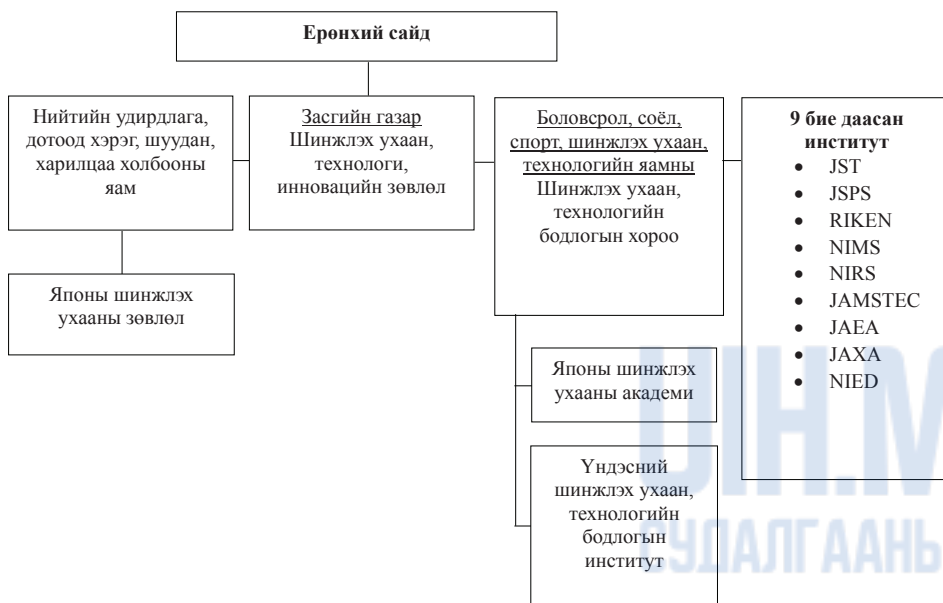 Ерөнхий сайд
Нийтийн удирдлага,
дотоод хэрэг, шуудан,
харилцаа холбооны
яам
Засгийн газар
Шинжлэх ухаан,
технологи,
инновацийн зөвлөл
Боловсрол, соёл,
спорт, шинжлэх ухаан,
технологийн яамны
Шинжлэх ухаан,
технологийн
бодлогын хороо
9 бие даасан
институт
• JST
• JSPS
• RIKEN
• NIMS
• NIRS
• JAMSTEC
• JAEA
• JAXA
• NIED
Японы шинжлэх
ухааны зөвлөл
Японы шинжлэх
ухааны академи
Үндэсний
шинжлэх ухаан,
технологийн
бодлогын
институт
UIH.M
СУДАЛГААНЫ